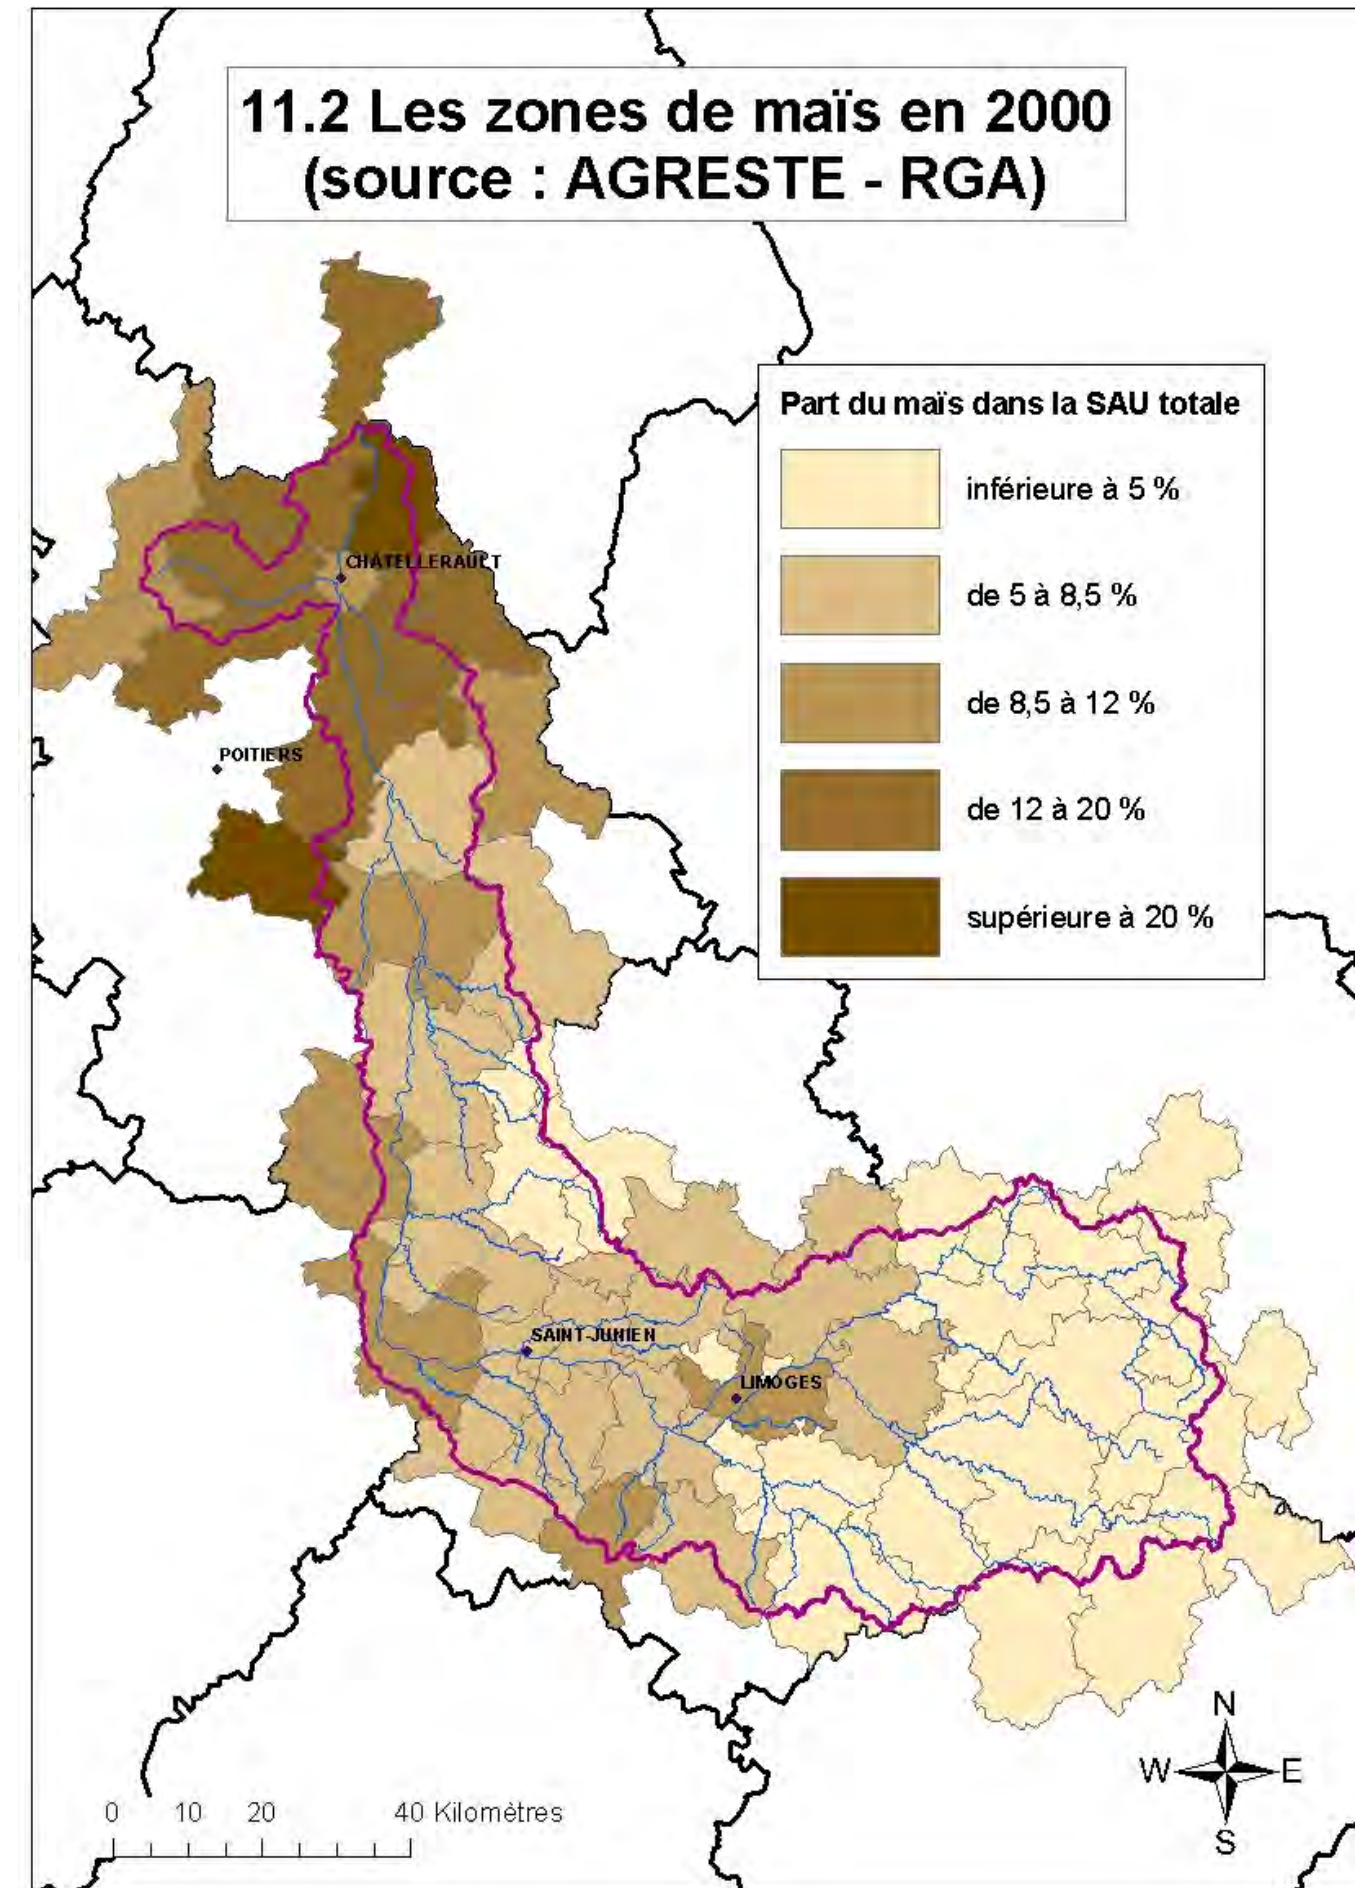 11.2 Les zones de maïs en 2000
(source : AGRESTE - RGA)
Part du maïs dans la SAU totale
inférieure à 5 %
de 5 à 8,5 %
de 8,5 à 12 %
de 12 à 20 %
supérieure à 20 %
CHÂTELLERAULT
POITIERS
SAINT-JUNIEN
LIMOGES
N
W E
S
0 10 20 40 Kilomètres